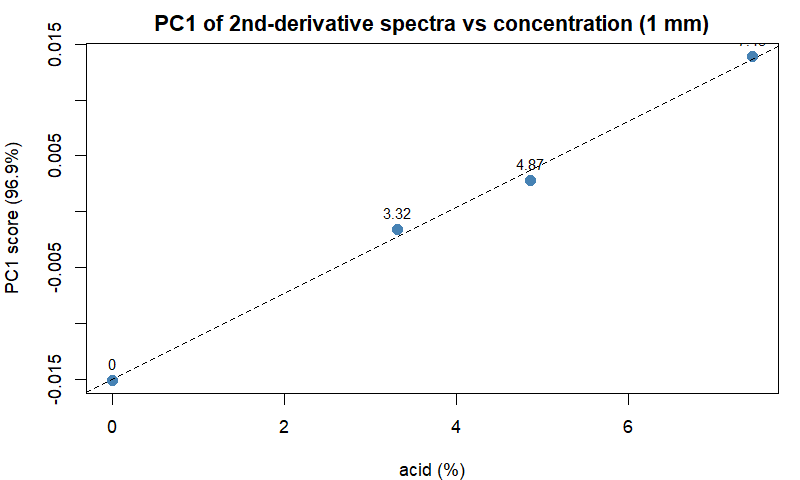 PC1 of 2nd-derivative spectra vs concentration (1 mm)
0.015
0.005
-0.005
-0.015
PC1 score (96.9%)
4.87
3.32
0
0 2 4 6
acid (%)